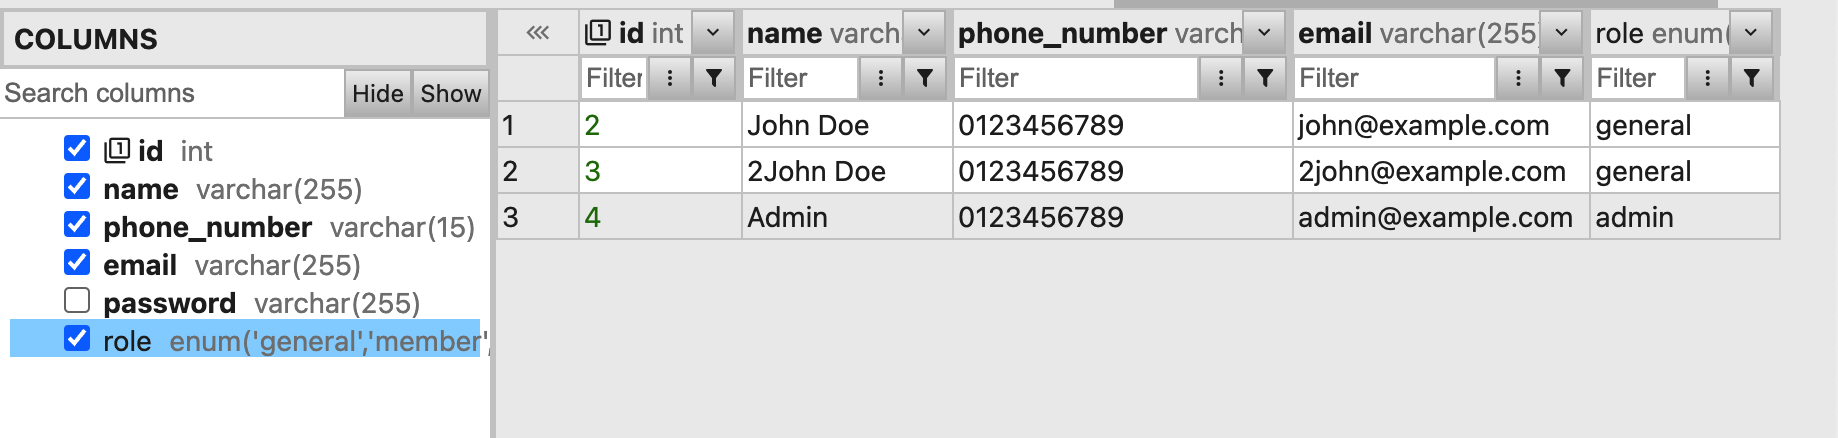 COLUMNS
Search columns Hide Show
id int
name varchar(255)
phone_number varchar(15)
email varchar(255)
password varchar(255)
role enum('general','member',
id int name varch phone_number varch email varchar(255) role enum(
Filter Filter Filter Filter Filter
1 2 John Doe 0123456789 john@example.com general
2 3 2John Doe 0123456789 2john@example.com general
3 4 Admin 0123456789 admin@example.com admin